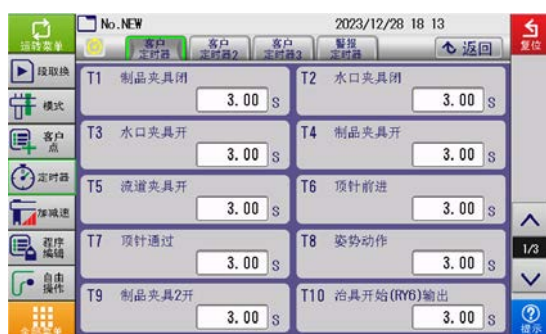 No.NEW 2023/12/28 18 13
运转菜单
复位
客户定时器
客户定时器2
客户定时器3
警报定时器
返回
段取换
模式
客户点
定时器
加减速
程序编辑
自由操作
全部菜单
T1 制品夹具闭
3.00 S
T2 水口夹具闭
3.00 S
T3 水口夹具开
3.00 S
T4 制品夹具开
3.00 S
T5 流道夹具开
3.00 S
T6 顶针前进
3.00 S
T7 顶针通过
3.00 S
T8 姿势动作
3.00 S
T9 制品夹具2开
3.00 S
T10 治具开始(RY6)输出
3.00 S
1/3
提示